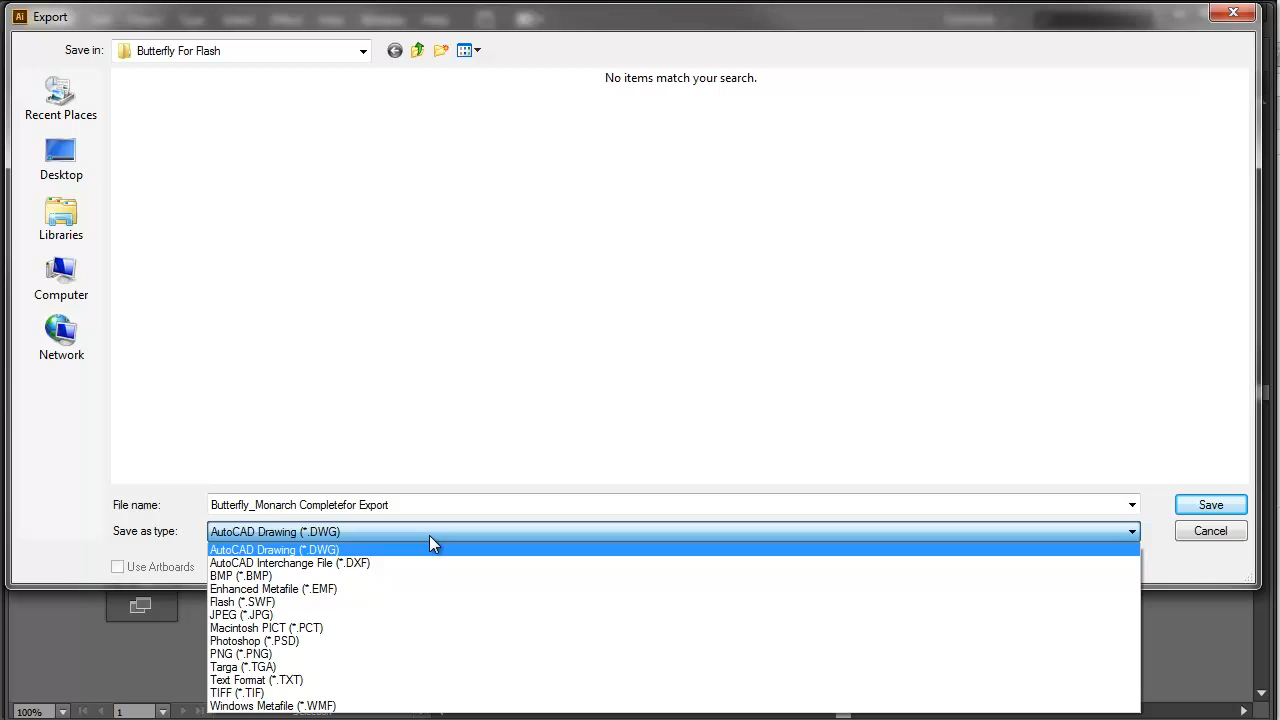 Ai Export
Save in: Butterfly For Flash
No items match your search.
Recent Places
Desktop
Libraries
Computer
Network
File name: Butterfly_Monarch Completefor Export Save
Save as type: AutoCAD Drawing (*.DWG) Cancel
Use Artboards
AutoCAD Drawing (*.DWG)
AutoCAD Interchange File (*.DXF)
BMP (*.BMP)
Enhanced Metafile (*.EMF)
Flash (*.SWF)
JPEG (*.JPG)
Macintosh PICT (*.PCT)
Photoshop (*.PSD)
PNG (*.PNG)
Targa (*.TGA)
Text Format (*.TXT)
TIFF (*.TIF)
Windows Metafile (*.WMF)
100% 1